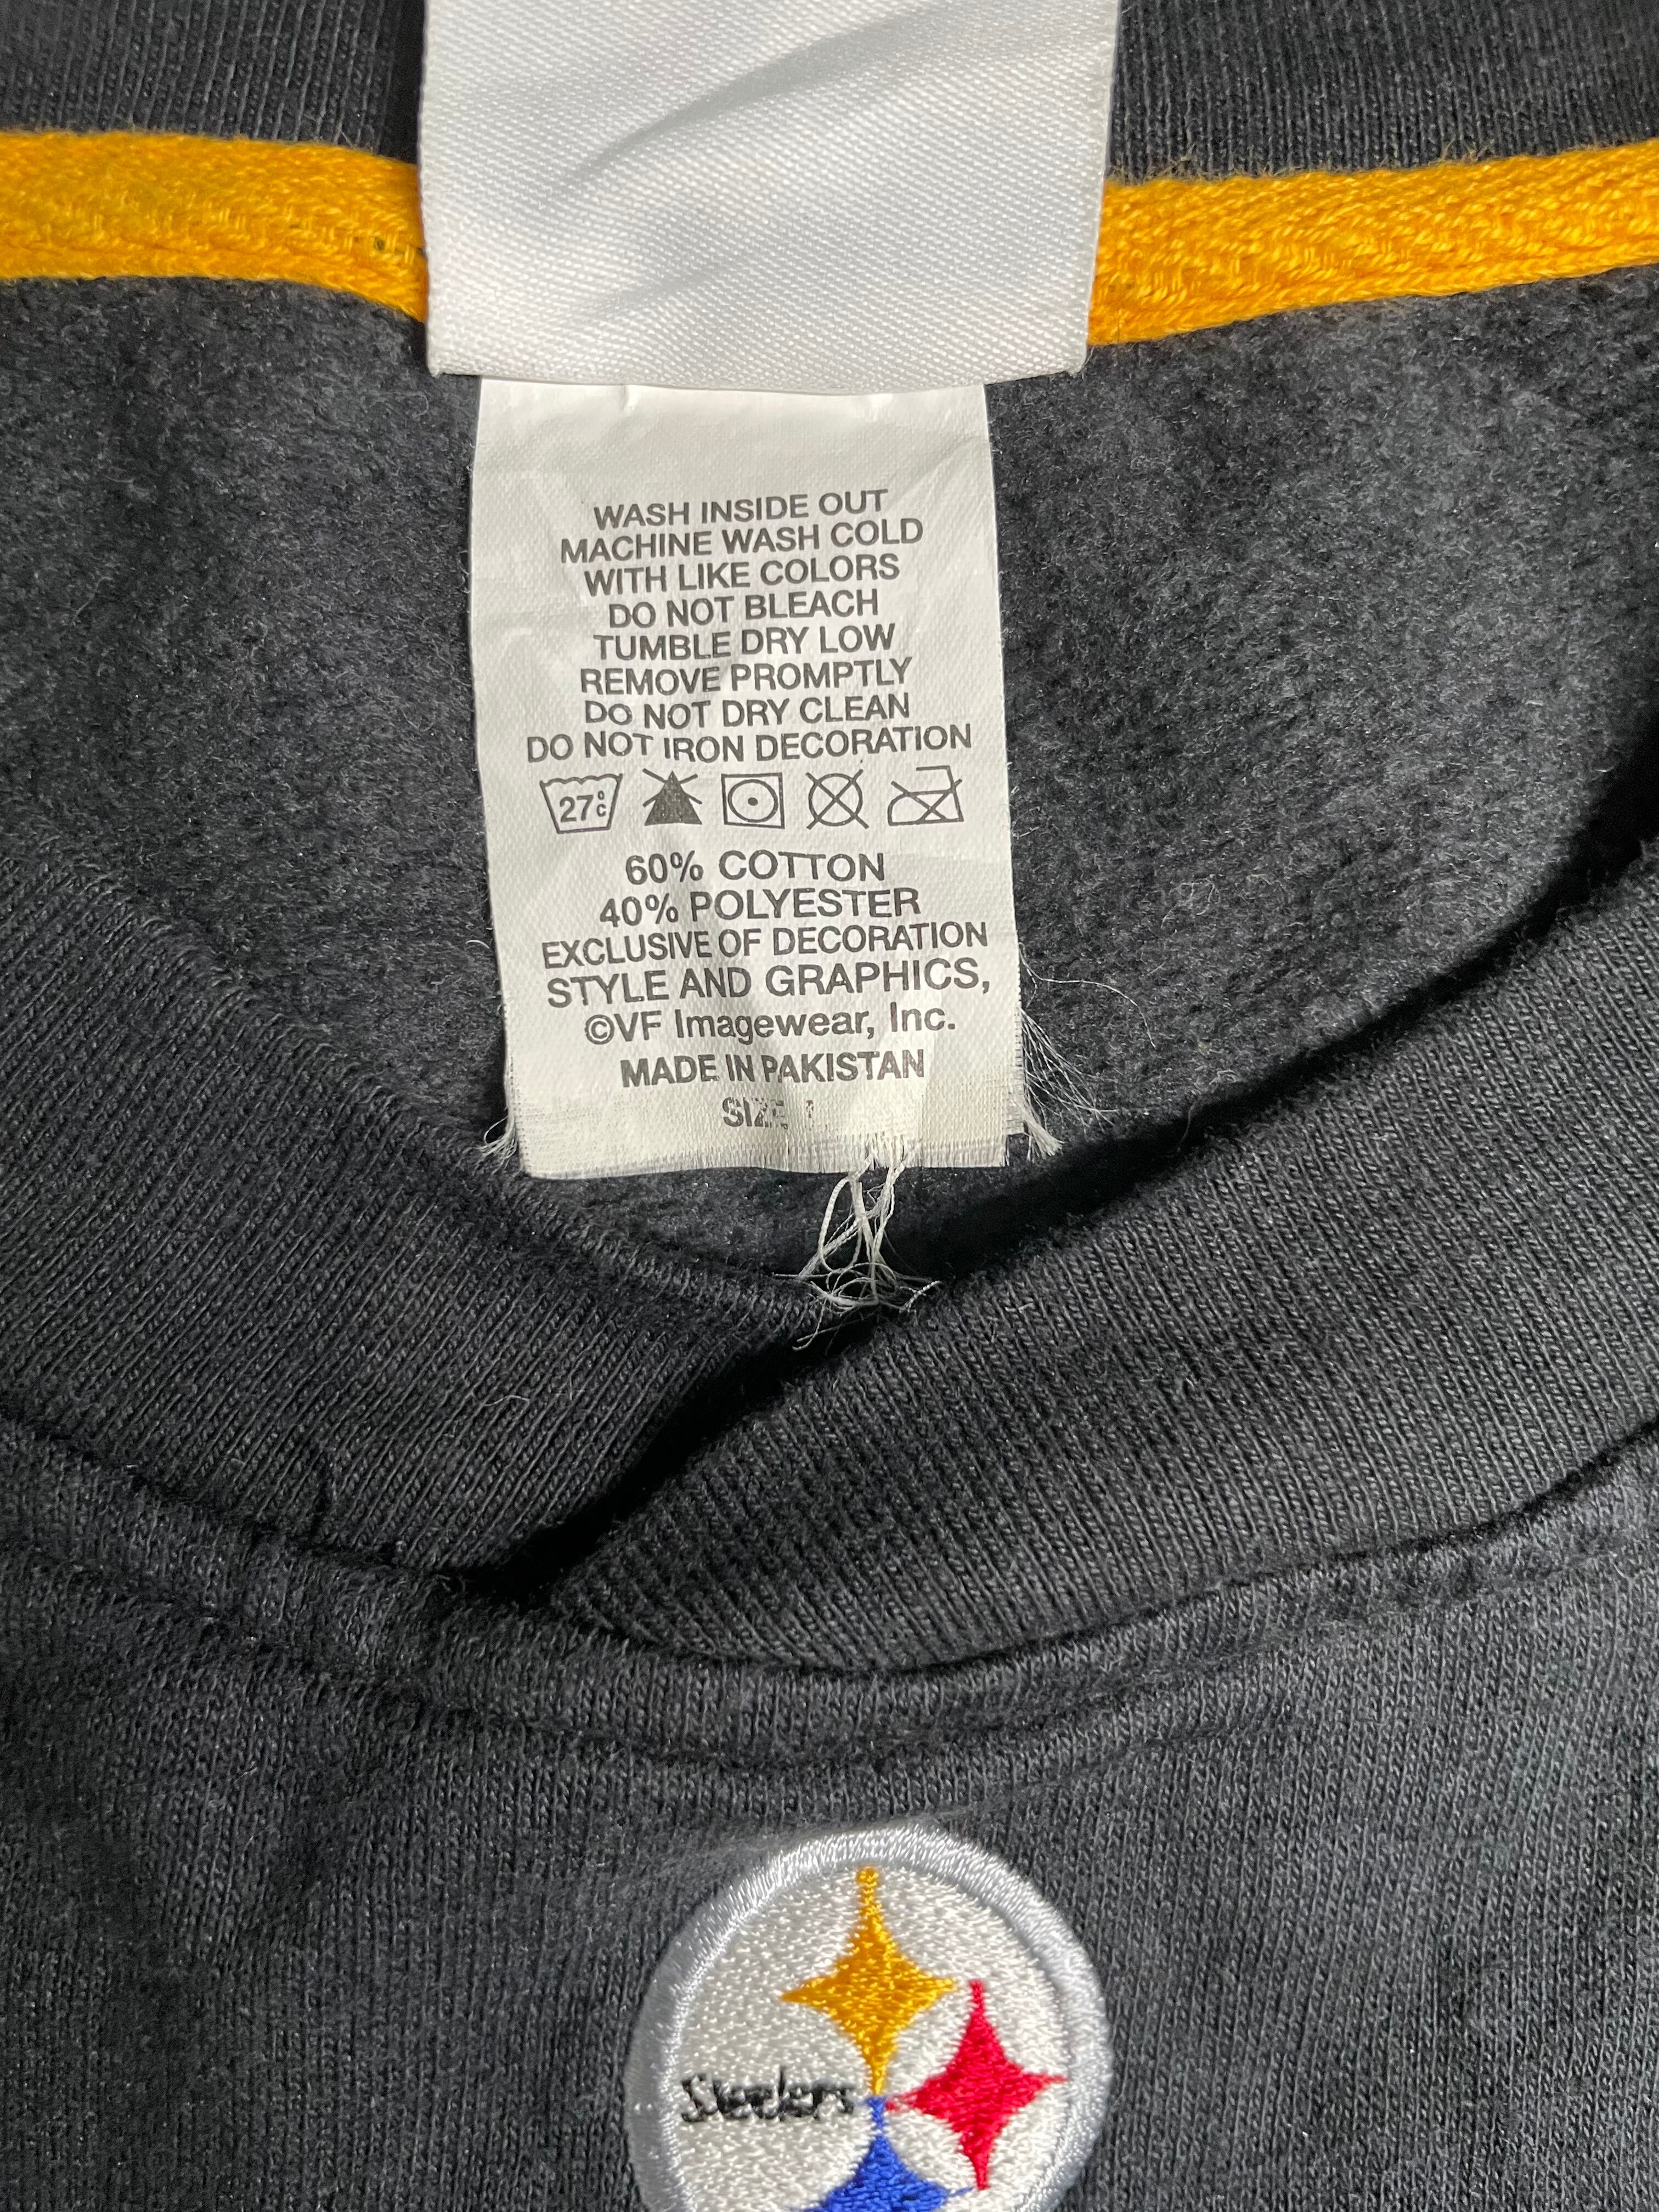 WASH INSIDE OUT
MACHINE WASH COLD
WITH LIKE COLORS
DO NOT BLEACH
TUMBLE DRY LOW
REMOVE PROMPTLY
DO NOT DRY CLEAN
DO NOT IRON DECORATION
27°C
60% COTTON
40% POLYESTER
EXCLUSIVE OF DECORATION
STYLE AND GRAPHICS,
©VF Imagewear, Inc.
MADE IN PAKISTAN
SIZE
Steelers